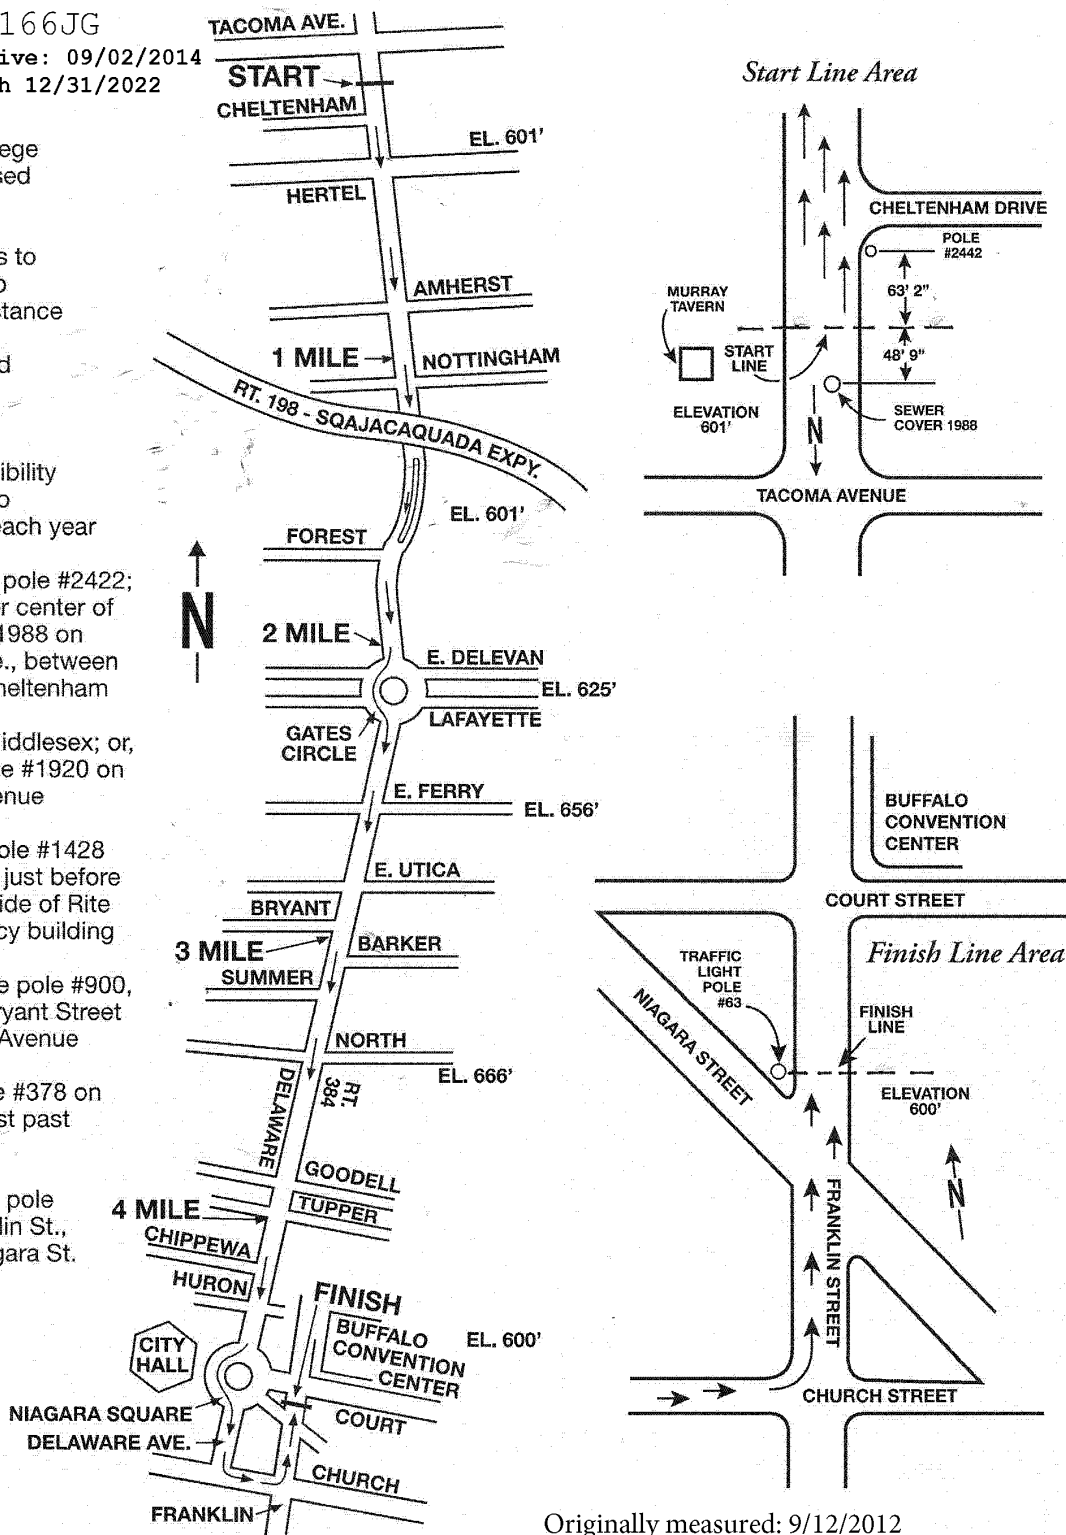 166JG
ive: 09/02/2014
h 12/31/2022
ege
sed
s to
o
stance
d
ibility
o
each year
pole #2422;
r center of
1988 on
e., between
heltenham
iddlesex; or,
e #1920 on
enue
ole #1428
just before
ide of Rite
cy building
e pole #900,
ryant Street
Avenue
e #378 on
st past
pole
lin St.,
gara St.
TACOMA AVE.
START
CHELTENHAM
EL. 601'
HERTEL
AMHERST
1 MILE
NOTTINGHAM
RT. 198 - SQAJACAQUADA EXPY.
EL. 601'
FOREST
N
2 MILE
E. DELEVAN
EL. 625'
LAFAYETTE
GATES
CIRCLE
E. FERRY
EL. 656'
E. UTICA
BRYANT
3 MILE
BARKER
SUMMER
NORTH
EL. 666'
DELAWARE
RT.
384
GOODELL
TUPPER
4 MILE
CHIPPEWA
HURON
FINISH
BUFFALO
CONVENTION
CENTER
EL. 600'
CITY
HALL
NIAGARA SQUARE
COURT
DELAWARE AVE.
CHURCH
FRANKLIN
Start Line Area
CHELTENHAM DRIVE
POLE
#2442
63' 2"
MURRAY
TAVERN
START
LINE
48' 9"
ELEVATION
601'
SEWER
COVER 1988
N
TACOMA AVENUE
BUFFALO
CONVENTION
CENTER
COURT STREET
Finish Line Area
TRAFFIC
LIGHT
POLE
#63
FINISH
LINE
NIAGARA STREET
ELEVATION
600'
N
FRANKLIN STREET
CHURCH STREET
Originally measured: 9/12/2012